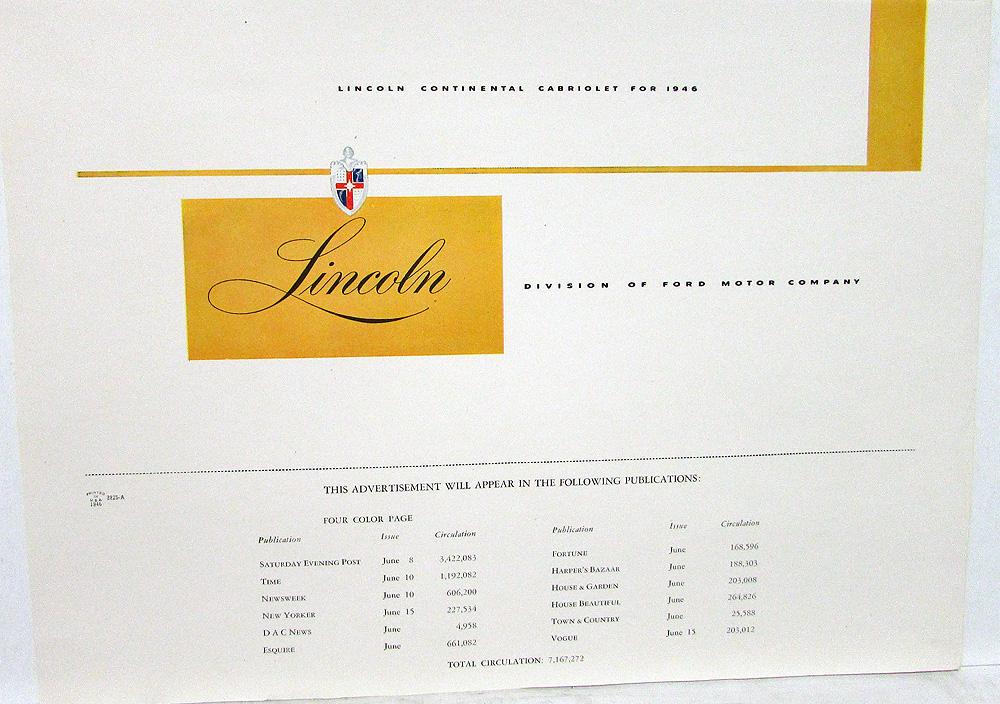 LINCOLN CONTINENTAL CABRIOLET FOR 1946
Lincoln
DIVISION OF FORD MOTOR COMPANY
PRINTED IN U.S.A. 1946
3825-A
THIS ADVERTISEMENT WILL APPEAR IN THE FOLLOWING PUBLICATIONS:
FOUR COLOR PAGE
Publication Issue Circulation
SATURDAY EVENING POST June 8 3,422,083
TIME June 10 1,192,082
NEWSWEEK June 10 606,200
NEW YORKER June 15 227,534
D A C NEWS June 4,958
ESQUIRE June 661,082
Publication Issue Circulation
FORTUNE June 168,596
HARPER'S BAZAAR June 188,303
HOUSE & GARDEN June 203,008
HOUSE BEAUTIFUL June 264,826
TOWN & COUNTRY June 25,588
VOGUE June 15 203,012
TOTAL CIRCULATION: 7,167,272